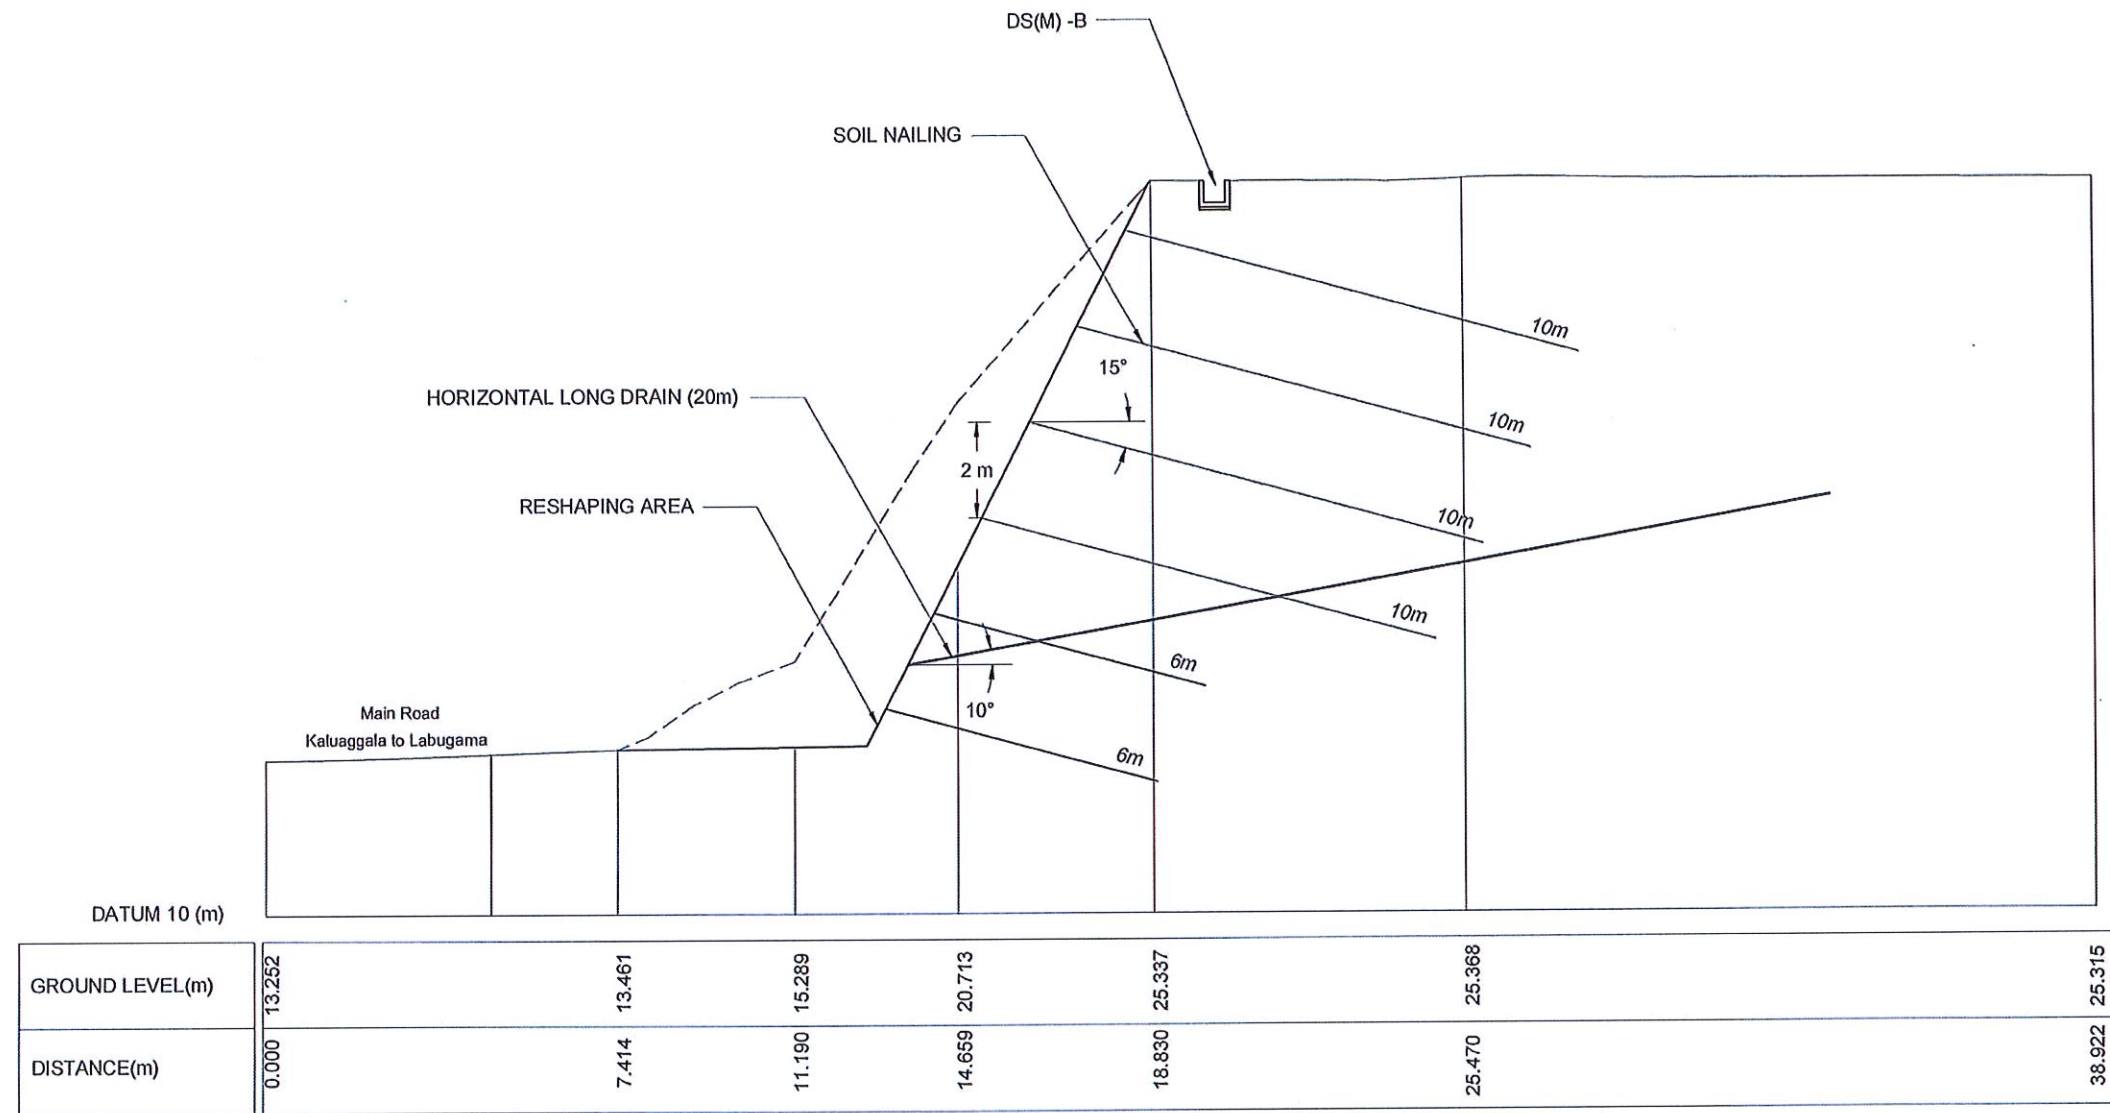 DS(M) -B
SOIL NAILING
10m
15°
HORIZONTAL LONG DRAIN (20m)
10m
2 m
RESHAPING AREA
10m
10m
6m
10°
Main Road
Kaluaggala to Labugama
6m
DATUM 10 (m)
GROUND LEVEL(m) 13.252 13.461 15.289 20.713 25.337 25.368 25.315
DISTANCE(m) 0.000 7.414 11.190 14.659 18.830 25.470 38.922